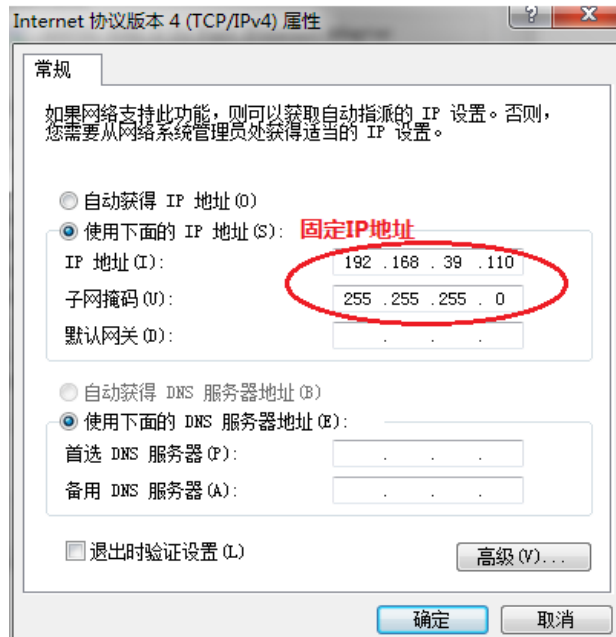 Internet 协议版本 4 (TCP/IPv4) 属性
?
X
常规
如果网络支持此功能，则可以获取自动指派的 IP 设置。否则，
您需要从网络系统管理员处获得适当的 IP 设置。
自动获得 IP 地址(O)
使用下面的 IP 地址(S): 固定IP地址
IP 地址(I): 192 .168 . 39 .110
子网掩码(U): 255 .255 .255 . 0
默认网关(D): . . .
自动获得 DNS 服务器地址(B)
使用下面的 DNS 服务器地址(E):
首选 DNS 服务器(P): . . .
备用 DNS 服务器(A): . . .
退出时验证设置(L) 高级(V)...
确定 取消